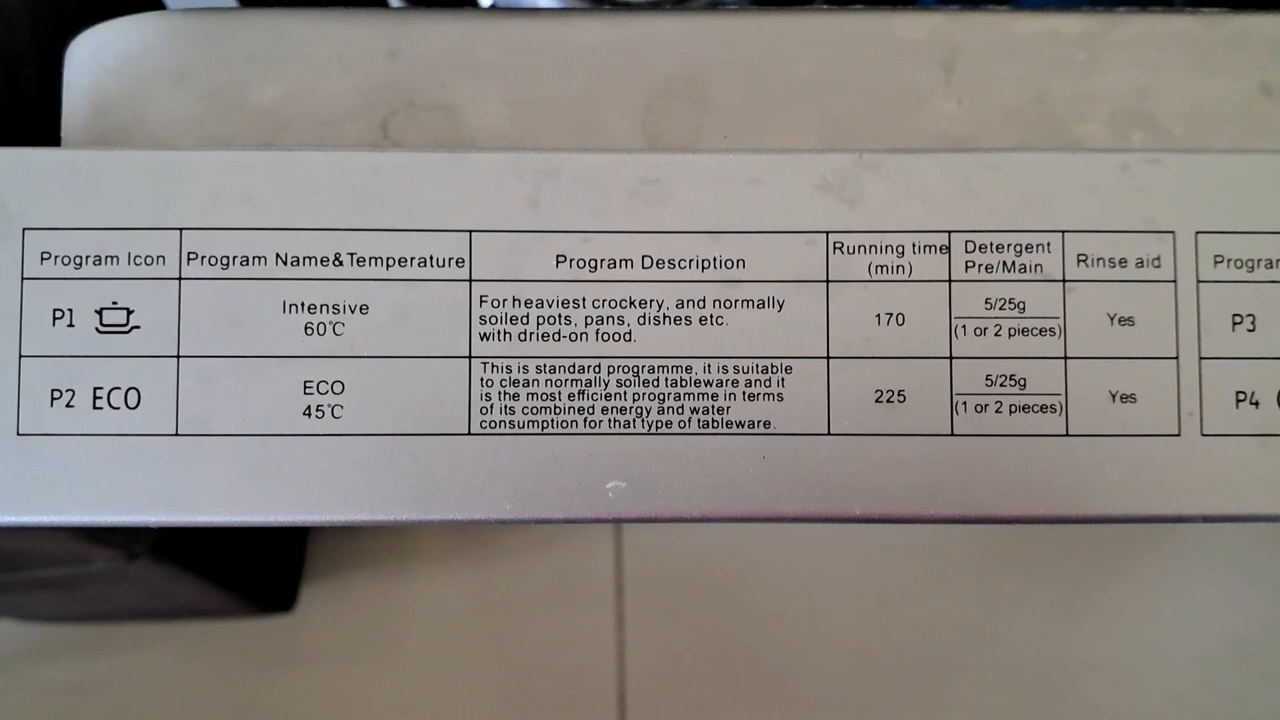 Program Icon Program Name&Temperature Program Description Running time (min) Detergent Pre/Main Rinse aid
P1 Intensive 60℃ For heaviest crockery, and normally
soiled pots, pans, dishes etc.
with dried-on food. 170 5/25g (1 or 2 pieces) Yes
P2 ECO ECO 45℃ This is standard programme, it is suitable
to clean normally soiled tableware and it
is the most efficient programme in terms
of its combined energy and water
consumption for that type of tableware. 225 5/25g (1 or 2 pieces) Yes
P3
P4